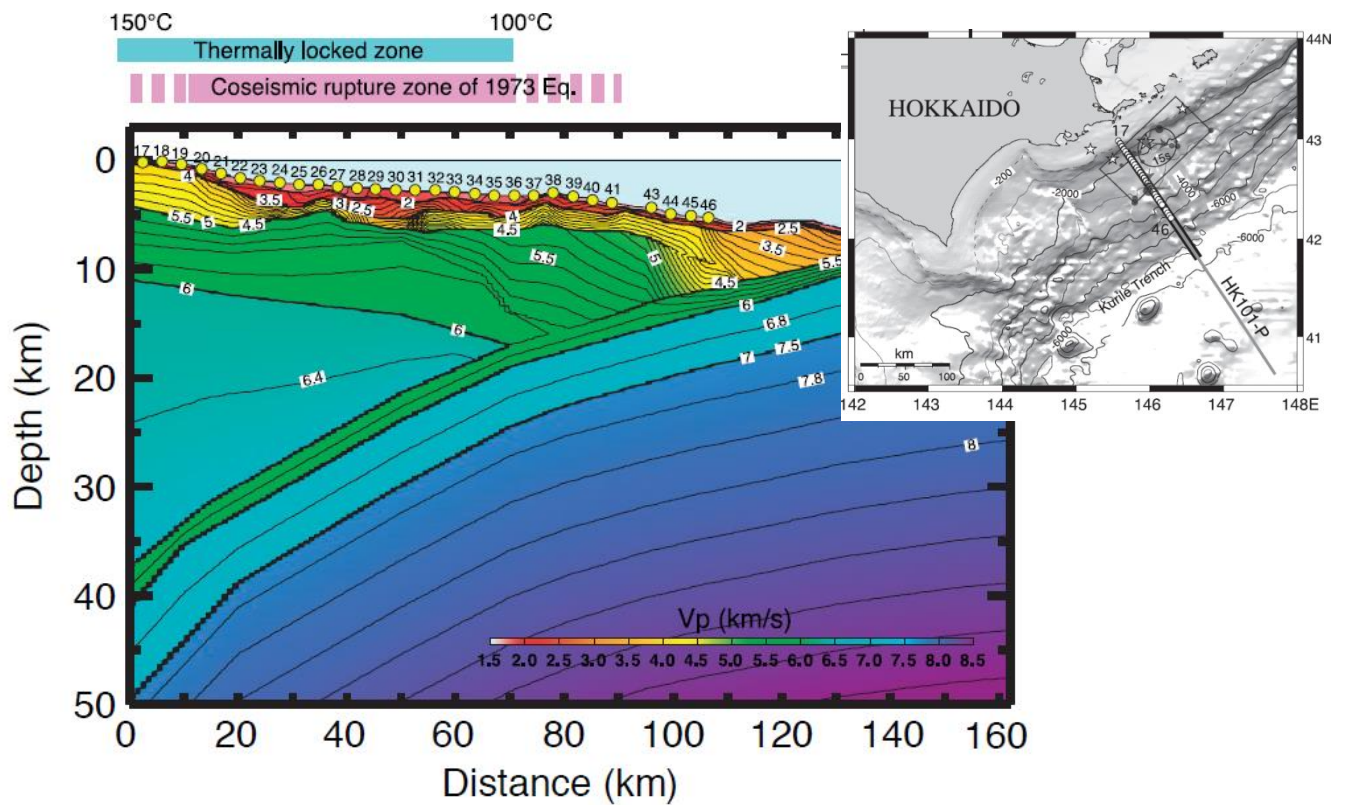 150°C 100°C
Thermally locked zone
Coseismic rupture zone of 1973 Eq.
0
10
20
30
40
50
Depth (km)
17 18 19 20 21 22 23 24 25 26 27 28 29 30 31 32 33 34 35 36 37 38 39 40 41 43 44 45 46
4 3.5 3 2.5 2 4 4.5 2 2.5
5.5 5 4.5 5.5 5 4.5 3.5 5.5
6 6 6 6.8
6.4 7 7.5
7.8
8
Vp (km/s)
1.5 2.0 2.5 3.0 3.5 4.0 4.5 5.0 5.5 6.0 6.5 7.0 7.5 8.0 8.5
0 20 40 60 80 100 120 140 160
Distance (km)
44N
HOKKAIDO
17
43
15s
-200
-2000
-4000
-6000
46
-6000
42
Kurile Trench
HK101-P
-6000
41
km
0 50 100
142 143 144 145 146 147 148E